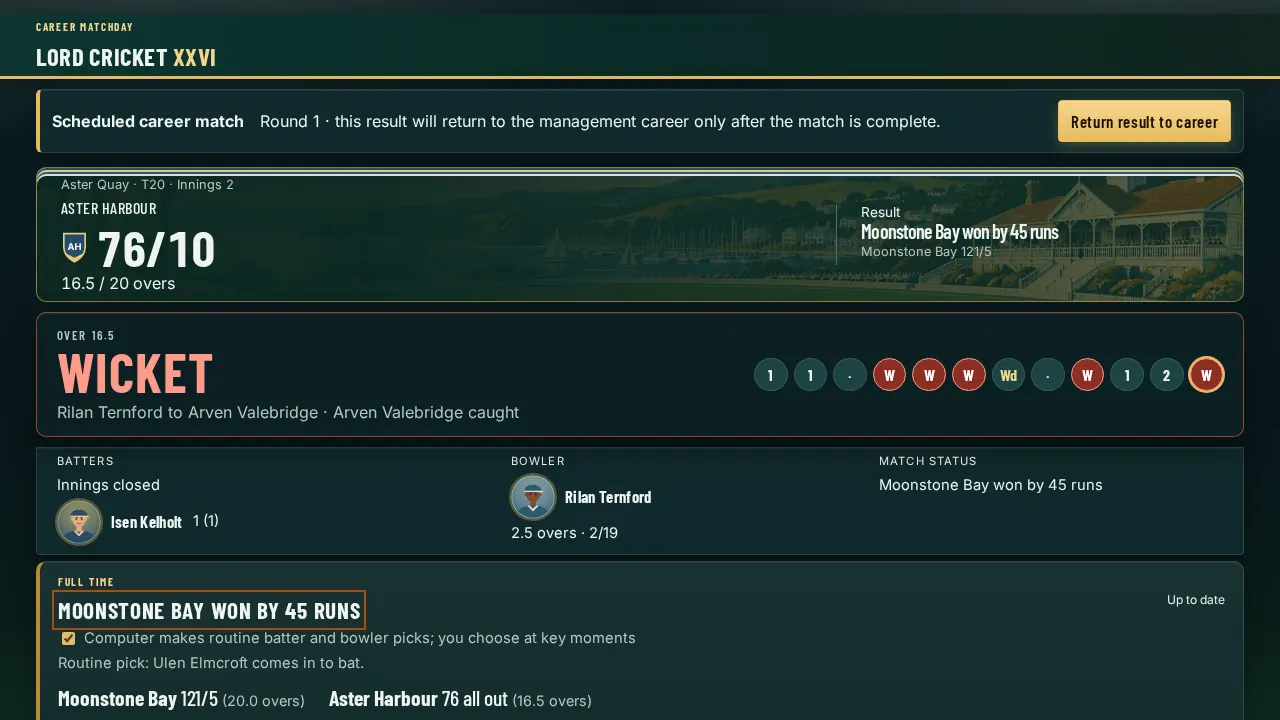 CAREER MATCHDAY
LORD CRICKET XXVI
Scheduled career match Round 1 · this result will return to the management career only after the match is complete.
Return result to career
Aster Quay · T20 · Innings 2
ASTER HARBOUR
AH 76/10
16.5 / 20 overs
Result
Moonstone Bay won by 45 runs
Moonstone Bay 121/5
OVER 16.5
WICKET
Rilan Ternford to Arven Valebridge · Arven Valebridge caught
1 1 · W W W Wd · W 1 2 W
BATTERS
Innings closed
Isen Kelholt 1 (1)
BOWLER
Rilan Ternford
2.5 overs · 2/19
MATCH STATUS
Moonstone Bay won by 45 runs
FULL TIME
MOONSTONE BAY WON BY 45 RUNS
Up to date
Computer makes routine batter and bowler picks; you choose at key moments
Routine pick: Ulen Elmcroft comes in to bat.
Moonstone Bay 121/5 (20.0 overs) Aster Harbour 76 all out (16.5 overs)